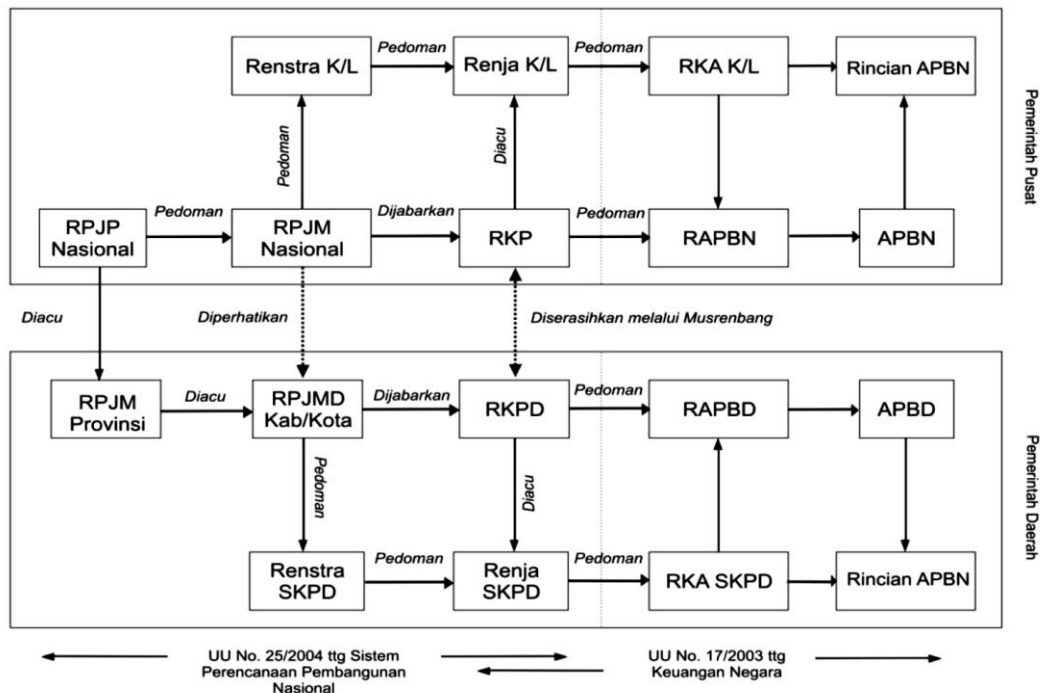 Pedoman
Pedoman
Renstra K/L
Renja K/L
RKA K/L
Rincian APBN
Pedoman
Diacu
Pemerintah Pusat
Pedoman
Dijabarkan
Pedoman
RPJP
Nasional
RPJM
Nasional
RKP
RAPBN
APBN
Diacu
Diperhatikan
Diserasihkan melalui Musrenbang
RPJM
Provinsi
Diacu
RPJMD
Kab/Kota
Dijabarkan
RKPD
Pedoman
RAPBD
APBD
Pedoman
Diacu
Pemerintah Daerah
Renstra
SKPD
Pedoman
Renja
SKPD
Pedoman
RKA SKPD
Rincian APBN
UU No. 25/2004 ttg Sistem
Perencanaan Pembangunan
Nasional
UU No. 17/2003 ttg
Keuangan Negara